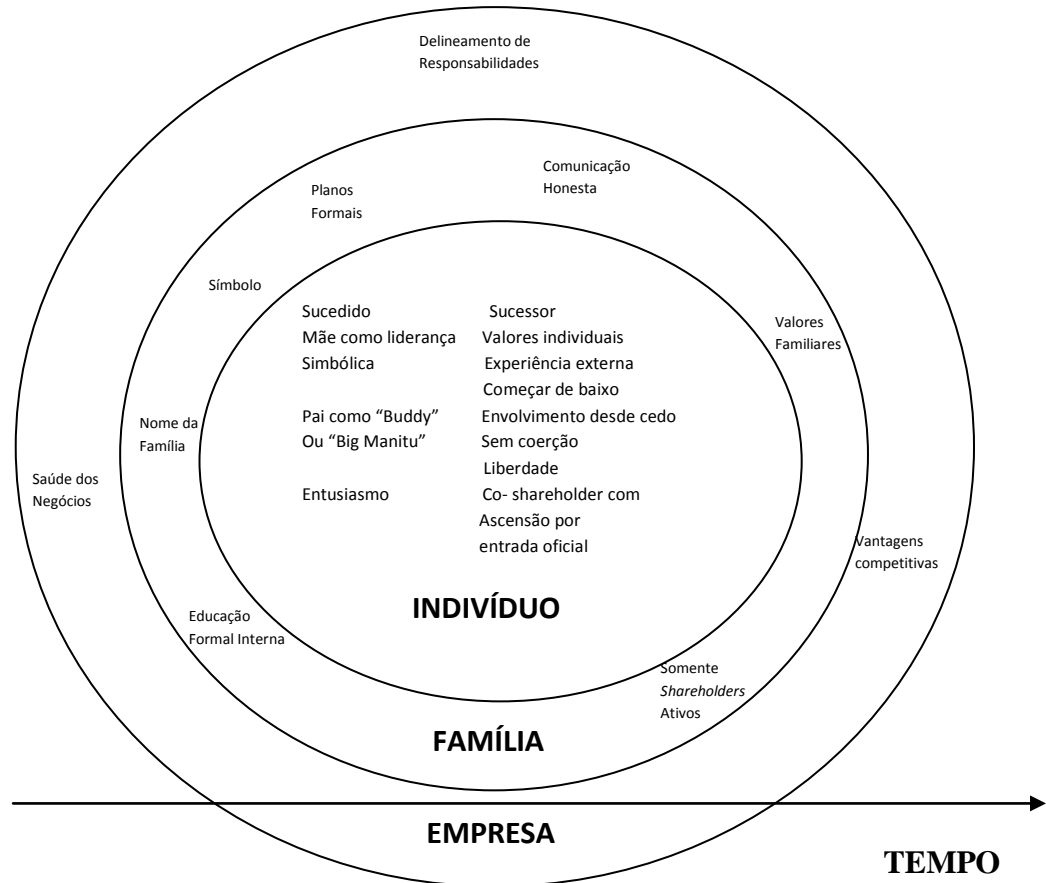 Delineamento de
Responsabilidades
Comunicação
Honesta
Planos
Formais
Símbolo
Sucedido Sucessor
Mãe como liderança Valores individuais
Simbólica Experiência externa
Começar de baixo
Pai como “Buddy” Envolvimento desde cedo
Ou “Big Manitu” Sem coerção
Liberdade
Entusiasmo Co- shareholder com
Ascensão por
entrada oficial
Valores
Familiares
Nome da
Família
Saúde dos
Negócios
Vantagens
competitivas
INDIVÍDUO
Educação
Formal Interna
Somente
Shareholders
Ativos
FAMÍLIA
EMPRESA
TEMPO